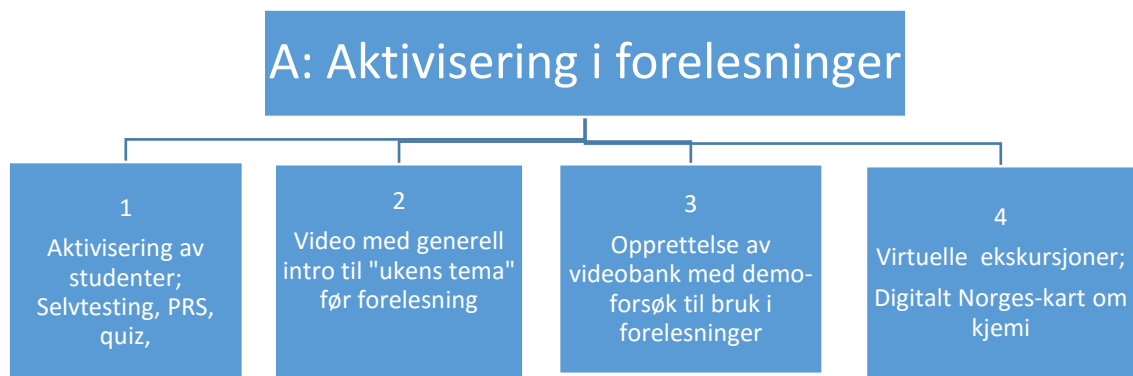 A: Aktivisering i forelesninger
1
Aktivisering av
studenter;
Selvtesting, PRS,
quiz,
2
Video med generell
intro til "ukens tema"
før forelesning
3
Opprettelse av
videobank med demo-
forsøk til bruk i
forelesninger
4
Virtuelle ekskursjoner;
Digitalt Norges-kart om
kjemi